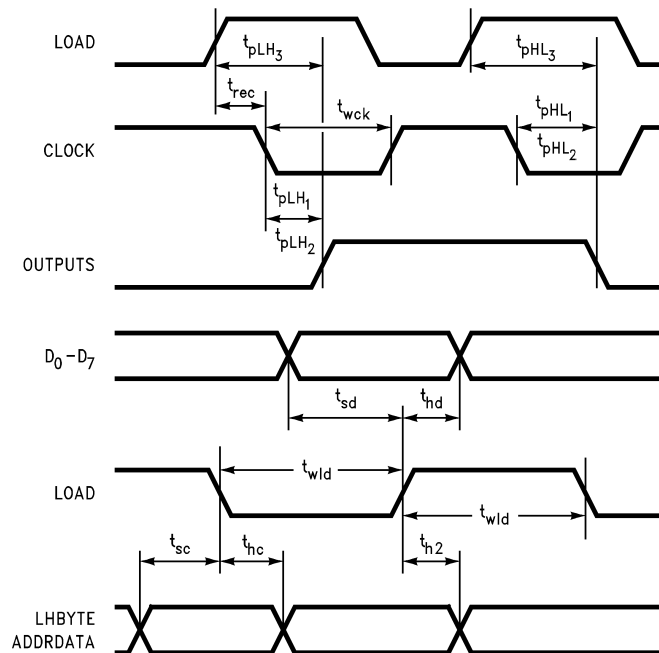 LOAD
tpLH3
tpHL3
trec
twck
tpHL1
CLOCK
tpHL2
tpLH1
tpLH2
OUTPUTS
D0-D7
tsd
thd
twld
LOAD
twld
tsc
thc
th2
LHBYTE
ADDRDATA